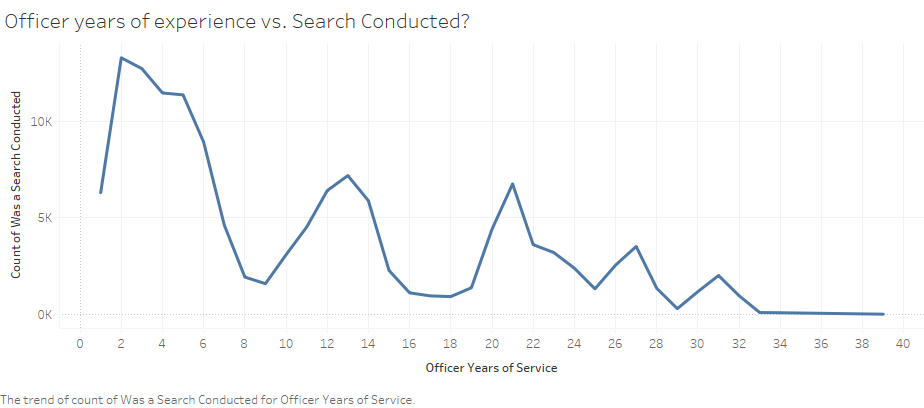 Officer years of experience vs. Search Conducted?
Count of Was a Search Conducted
10K
5K
0K
0 2 4 6 8 10 12 14 16 18 20 22 24 26 28 30 32 34 36 38 40
Officer Years of Service
The trend of count of Was a Search Conducted for Officer Years of Service.